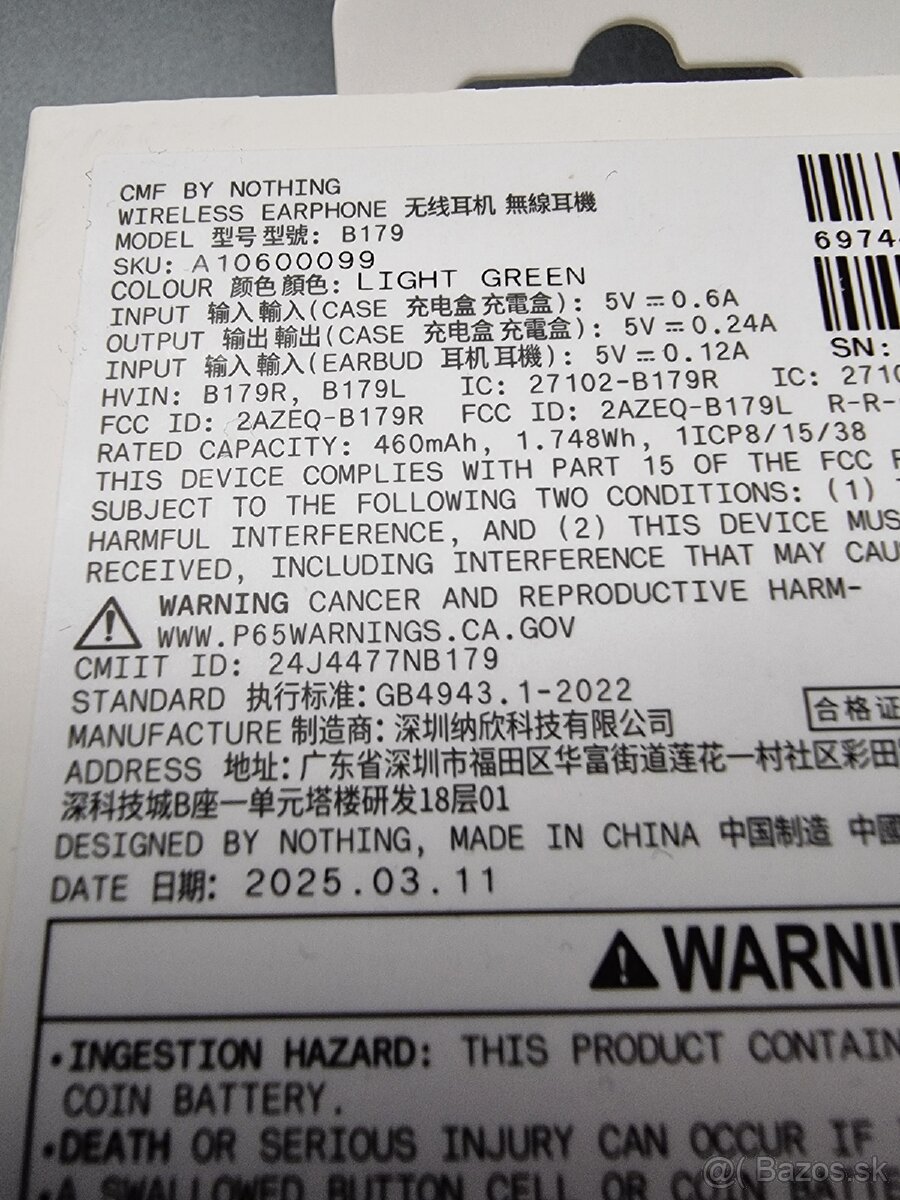 CMF BY NOTHING
WIRELESS EARPHONE 无线耳机 無線耳機
MODEL 型号 型號: B179
SKU: A10600099
COLOUR 颜色 顏色: LIGHT GREEN
INPUT 输入 輸入(CASE 充电盒 充電盒): 5V⎓0.6A
OUTPUT 输出 輸出(CASE 充电盒 充電盒): 5V⎓0.24A
INPUT 输入 輸入(EARBUD 耳机 耳機): 5V⎓0.12A
6974
SN:
HVIN: B179R, B179L IC: 27102-B179R IC: 2710
FCC ID: 2AZEQ-B179R FCC ID: 2AZEQ-B179L R-R-
RATED CAPACITY: 460mAh, 1.748Wh, 1ICP8/15/38
THIS DEVICE COMPLIES WITH PART 15 OF THE FCC
SUBJECT TO THE FOLLOWING TWO CONDITIONS: (1)
HARMFUL INTERFERENCE, AND (2) THIS DEVICE MUS
RECEIVED, INCLUDING INTERFERENCE THAT MAY CAU
WARNING CANCER AND REPRODUCTIVE HARM-
WWW.P65WARNINGS.CA.GOV
CMIIT ID: 24J4477NB179
STANDARD 执行标准: GB4943.1-2022
合格证
MANUFACTURE 制造商: 深圳纳欣科技有限公司
ADDRESS 地址: 广东省深圳市福田区华富街道莲花一村社区彩田
深科技城B座一单元塔楼研发18层01
DESIGNED BY NOTHING, MADE IN CHINA 中国制造 中國
DATE 日期: 2025.03.11
WARNI
•INGESTION HAZARD: THIS PRODUCT CONTAIN
COIN BATTERY.
•DEATH OR SERIOUS INJURY CAN OCCUR IF
@( Bazos.sk